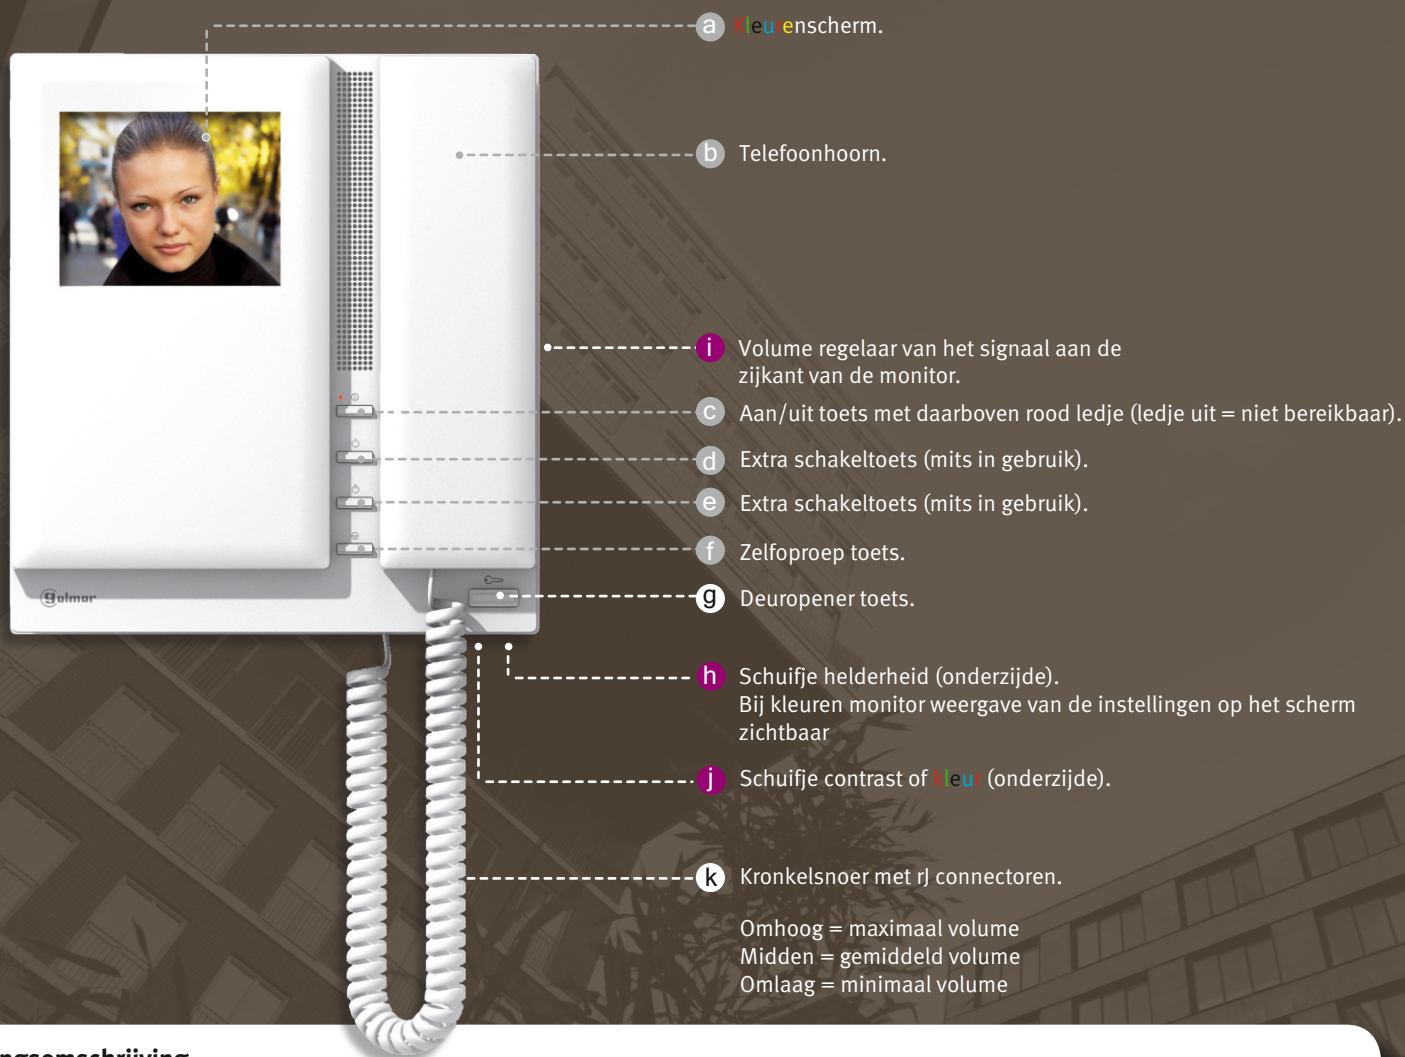 a Kleurenscherm.
b Telefoonhoorn.
i Volume regelaar van het signaal aan de
zijkant van de monitor.
c Aan/uit toets met daarboven rood ledje (ledje uit = niet bereikbaar).
d Extra schakeltoets (mits in gebruik).
e Extra schakeltoets (mits in gebruik).
f Zelfoproep toets.
golmar
g Deuropener toets.
h Schuifje helderheid (onderzijde).
Bij kleuren monitor weergave van de instellingen op het scherm
zichtbaar
j Schuifje contrast of kleur (onderzijde).
k Kronkelsnoer met rJ connectoren.
Omhoog = maximaal volume
Midden = gemiddeld volume
Omlaag = minimaal volume
ngsomschrijving